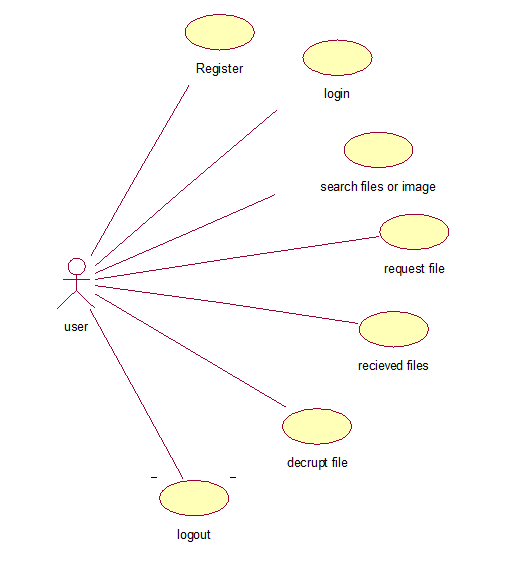 Register
login
search files or image
request file
user
recieved files
decrupt file
logout